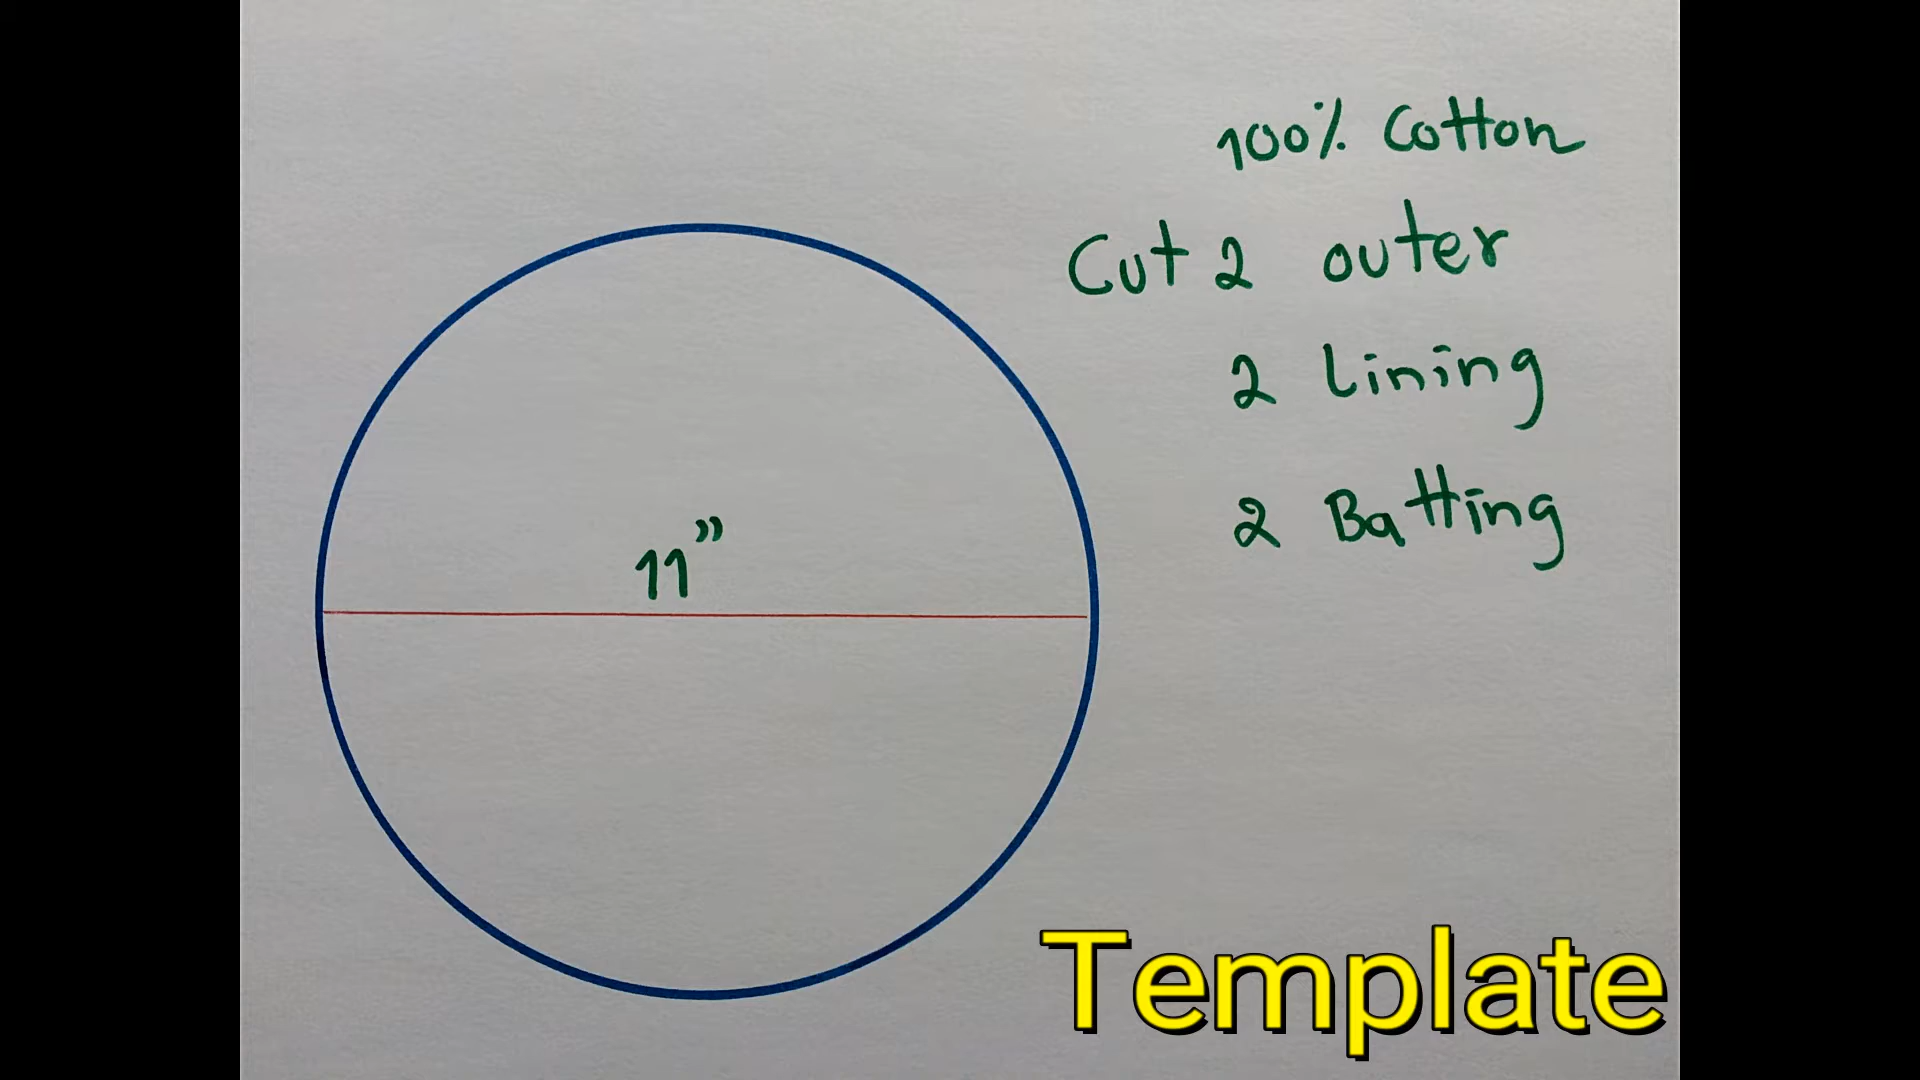 100% Cotton
Cut 2 outer
2 Lining
2 Batting
11”
Template